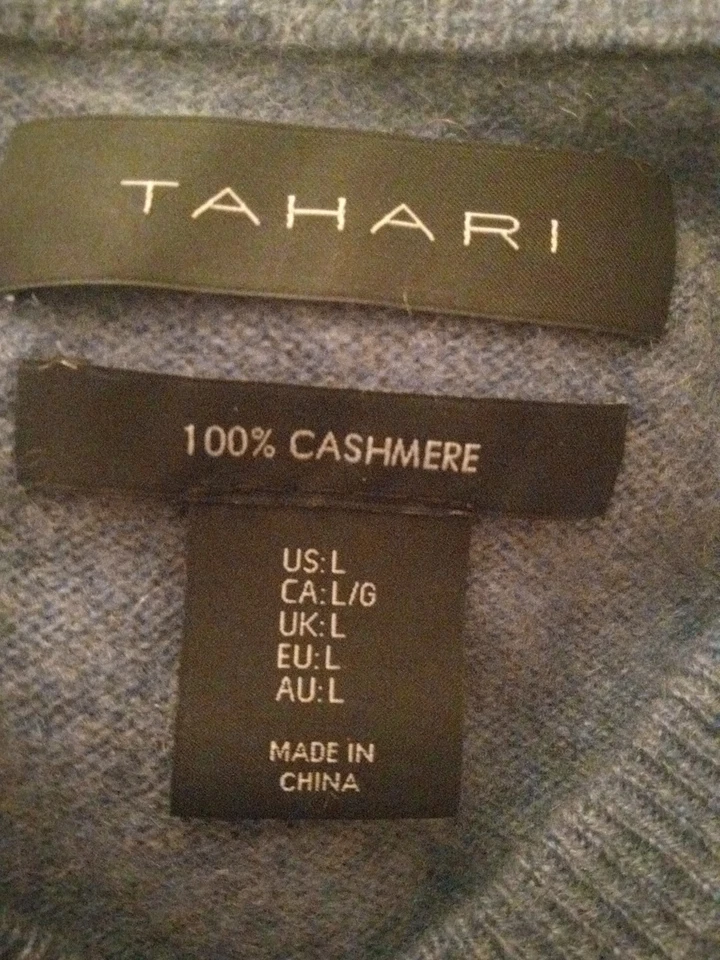 TAHARI
100% CASHMERE
US:L
CA:L/G
UK:L
EU:L
AU:L
MADE IN
CHINA